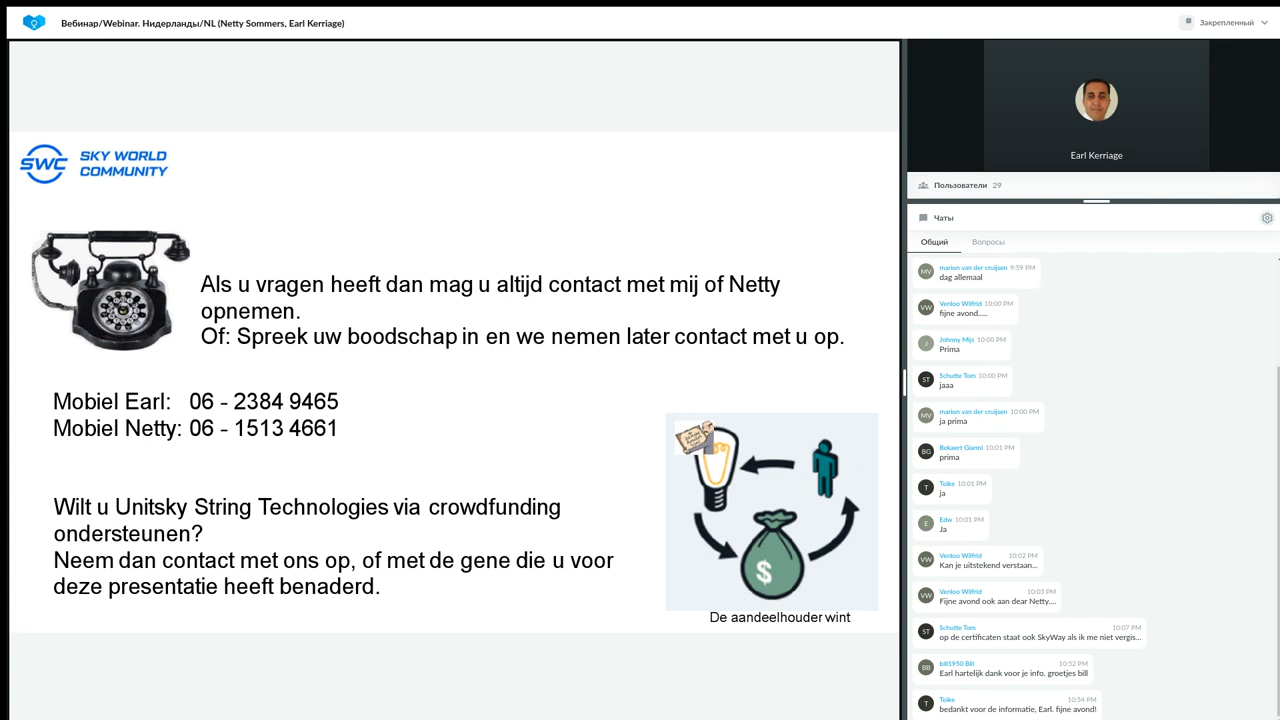 Вебинар/Webinar. Нидерланды/NL (Netty Sommers, Earl Kerriage)
Закрепленный
SWC SKY WORLD
COMMUNITY
Als u vragen heeft dan mag u altijd contact met mij of Netty
opnemen.
Of: Spreek uw boodschap in en we nemen later contact met u op.
Mobiel Earl: 06 - 2384 9465
Mobiel Netty: 06 - 1513 4661
Wilt u Unitsky String Technologies via crowdfunding
ondersteunen?
Neem dan contact met ons op, of met de gene die u voor
deze presentatie heeft benaderd.
$
De aandeelhouder wint
Earl Kerriage
Пользователи 29
Чаты
Общий Вопросы
MV marion van der cruijsen 9:59 PM
dag allemaal
VW Venloo Wilfrid 10:00 PM
fijne avond.....
J Johnny Mijs 10:00 PM
Prima
ST Schutte Tom 10:00 PM
jaaa
MV marion van der cruijsen 10:00 PM
ja prima
BG Bekaert Gianni 10:01 PM
prima
T Toike 10:01 PM
ja
E Edw 10:01 PM
Ja
VW Venloo Wilfrid 10:02 PM
Kan je uitstekend verstaan...
VW Venloo Wilfrid 10:03 PM
Fijne avond ook aan dear Netty....
ST Schutte Tom 10:07 PM
op de certificaten staat ook SkyWay als ik me niet vergis...
BB bill1950 Bill 10:52 PM
Earl hartelijk dank voor je info. groetjes bill
T Toike 10:54 PM
bedankt voor de informatie, Earl. fijne avond!